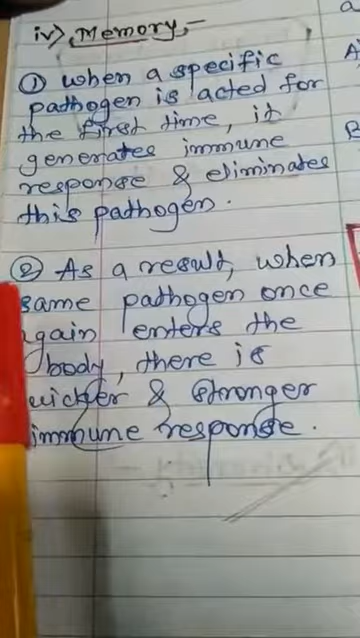 iv) Memory :-
① when a specific
pathogen is acted for
the first time, it
generates immune
response & eliminates
this pathogen.
② As a result, when
same pathogen once
gain enters the
body, there is
uicker & stronger
immune response.